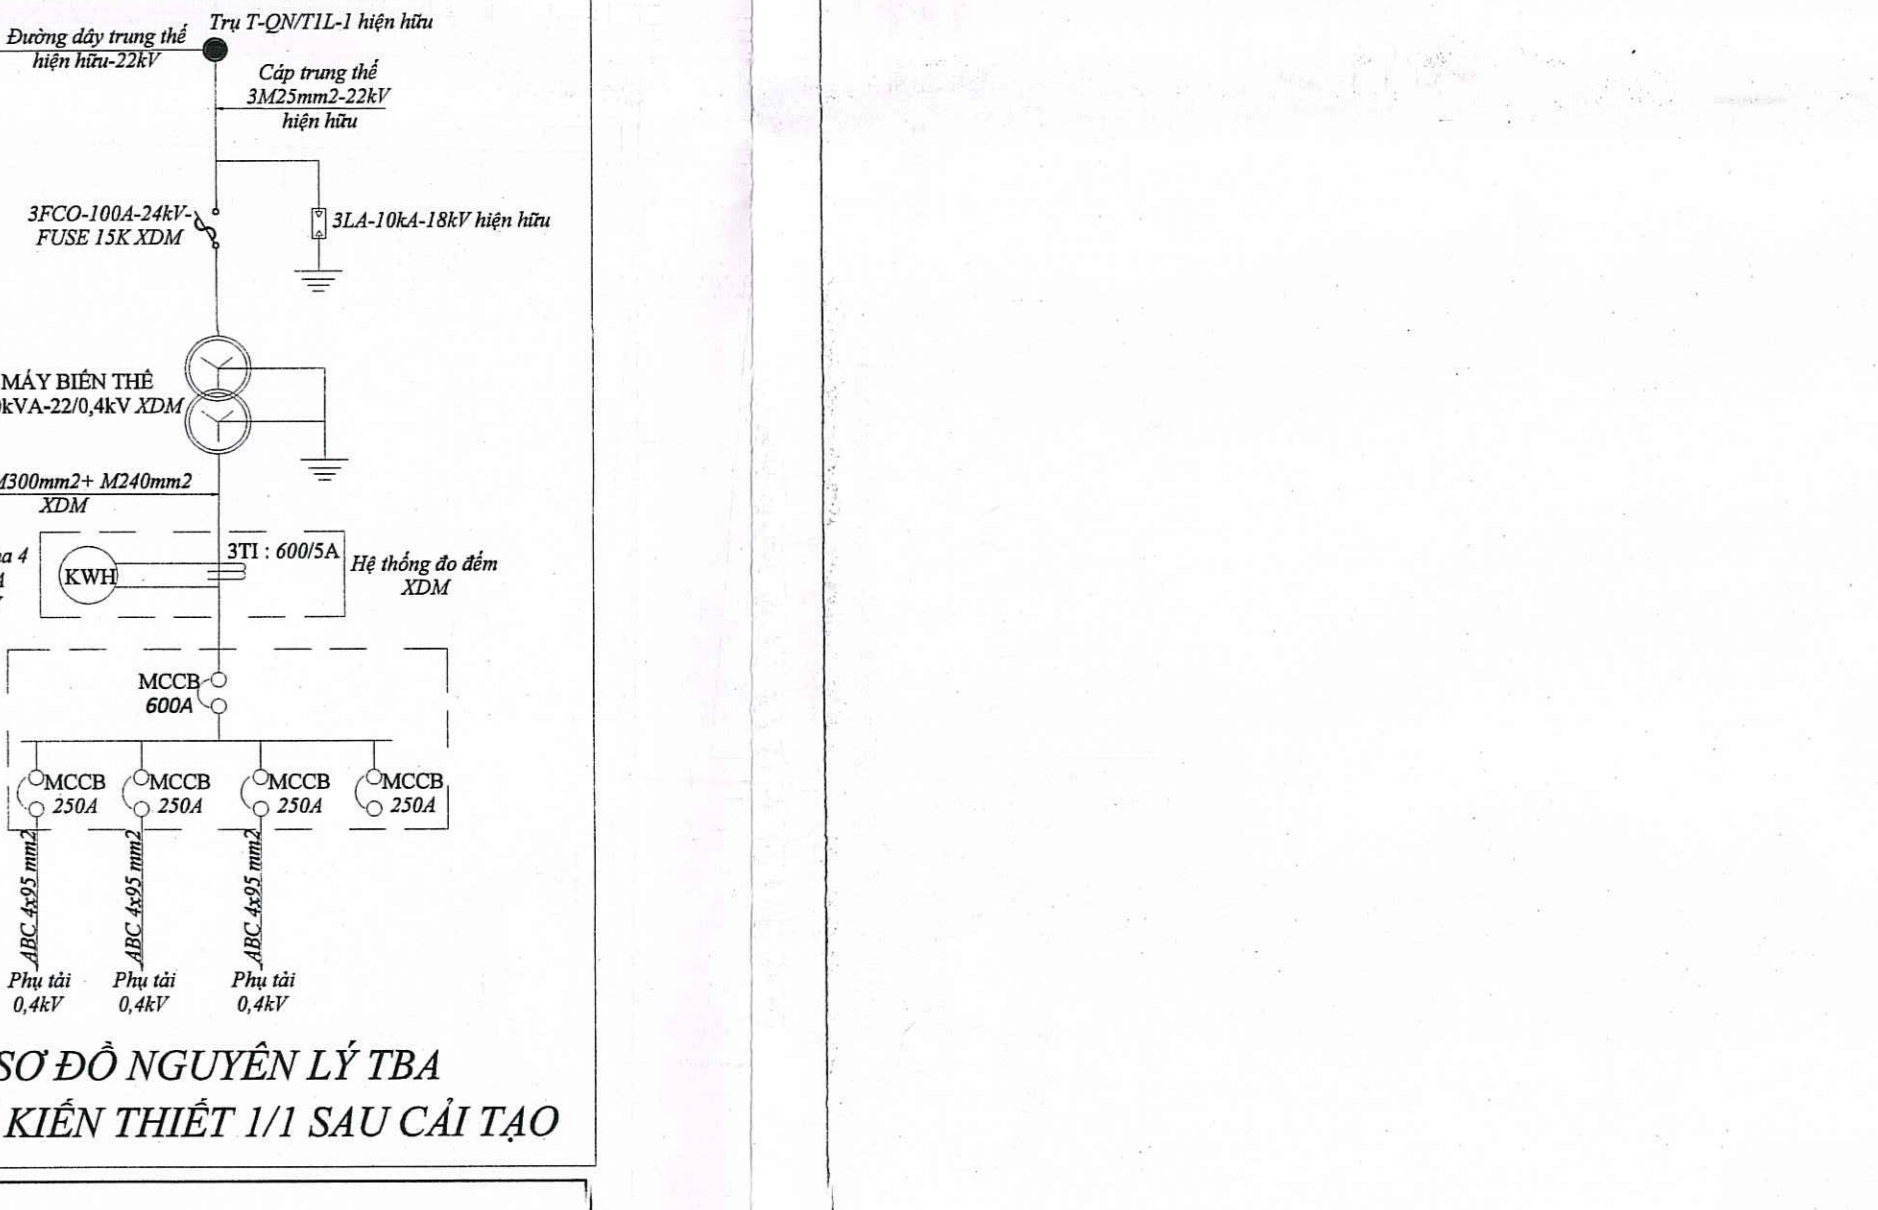 Trụ T-QN/T1L-1 hiện hữu
Đường dây trung thế
hiện hữu-22kV
Cáp trung thế
3M25mm2-22kV
hiện hữu
3FCO-100A-24kV-
FUSE 15K XDM
3LA-10kA-18kV hiện hữu
MÁY BIẾN THẾ
kVA-22/0,4kV XDM
M300mm2+ M240mm2
XDM
4
3TI : 600/5A
KWH
Hệ thống đo đếm
XDM
MCCB
600A
MCCB MCCB MCCB MCCB
250A 250A 250A 250A
ABC 4x95 mm2 ABC 4x95 mm2 ABC 4x95 mm2
Phụ tải Phụ tải Phụ tải
0,4kV 0,4kV 0,4kV
SƠ ĐỒ NGUYÊN LÝ TBA
KIẾN THIẾT 1/1 SAU CẢI TẠO